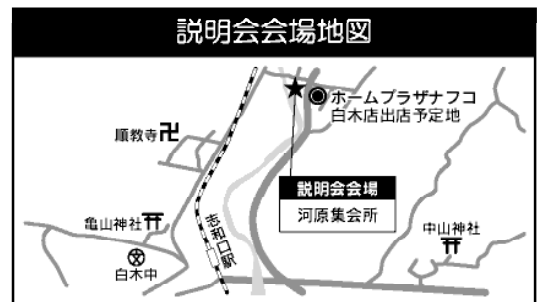 説明会会場地図
ホームプラザナフコ
白木店出店予定地
順教寺卍
説明会会場
河原集会所
亀山神社
志和口駅
中山神社
文
白木中